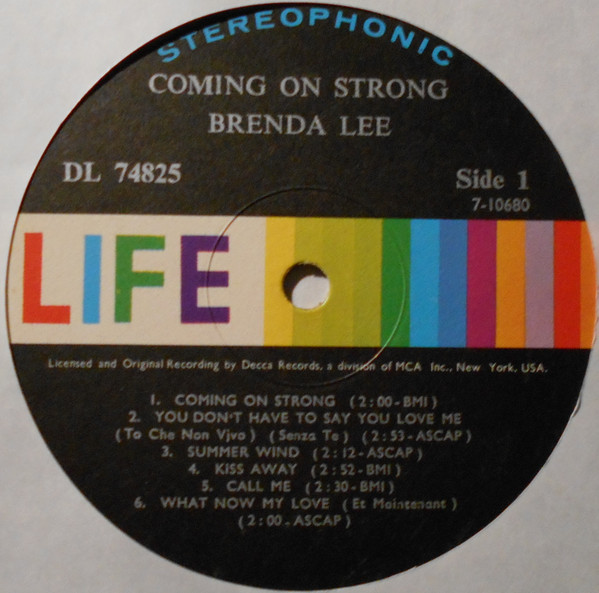 STEREOPHONIC
COMING ON STRONG
BRENDA LEE
DL 74825
Side 1
7-10680
LIFE
Licensed and Original Recording by Decca Records, a division of MCA Inc., New York, USA.
1. COMING ON STRONG (2:00-BMI)
2. YOU DON'T HAVE TO SAY YOU LOVE ME
(To Che Non Vjvo) (Senza Te) (2:53-ASCAP)
3. SUMMER WIND (2:12-ASCAP)
4. KISS AWAY (2:52-BMI)
5. CALL ME (2:30-BMI)
6. WHAT NOW MY LOVE (Et Maintenant)
(2:00-ASCAP)